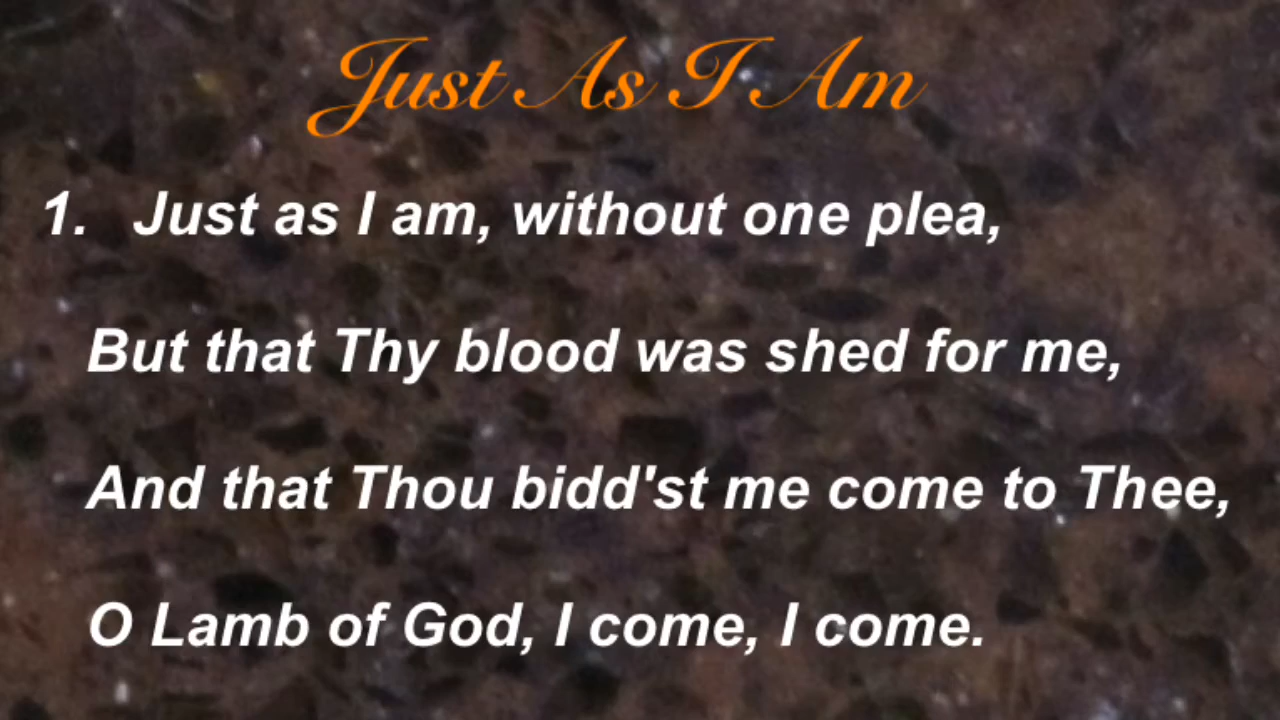 Just As I Am
1. Just as I am, without one plea,
But that Thy blood was shed for me,
And that Thou bidd'st me come to Thee,
O Lamb of God, I come, I come.